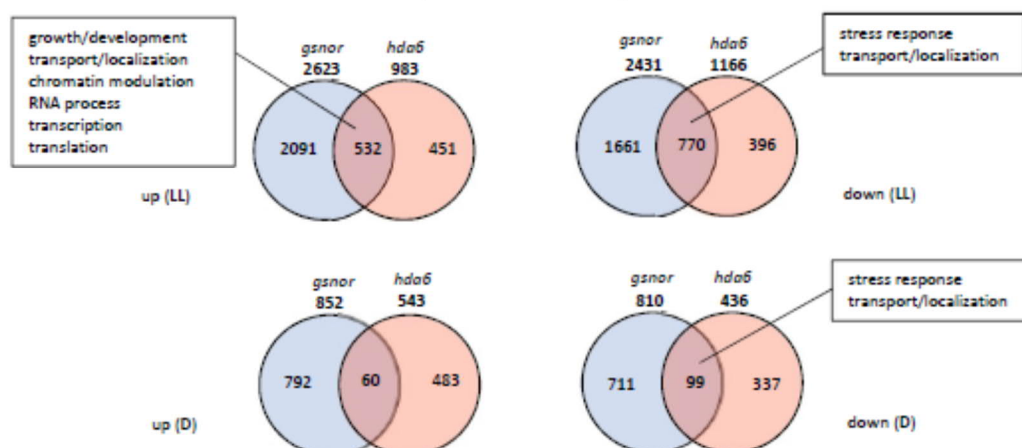 growth/development
transport/localization
chromatin modulation
RNA process
transcription
translation
gsnor hda6
2623 983
2091 532 451
up (LL)
gsnor hda6
2431 1166
1661 770 396
stress response
transport/localization
down (LL)
gsnor hda6
852 543
792 60 483
up (D)
gsnor hda6
810 436
711 99 337
stress response
transport/localization
down (D)